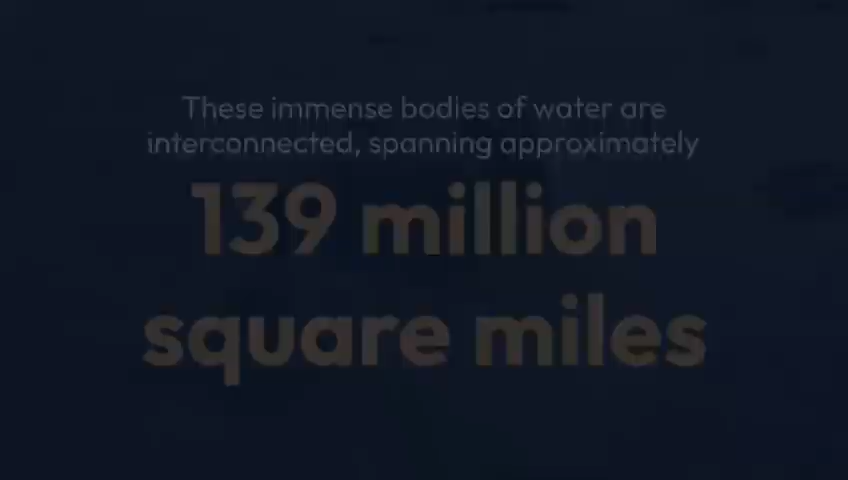 These immense bodies of water are
interconnected, spanning approximately
139 million
square miles